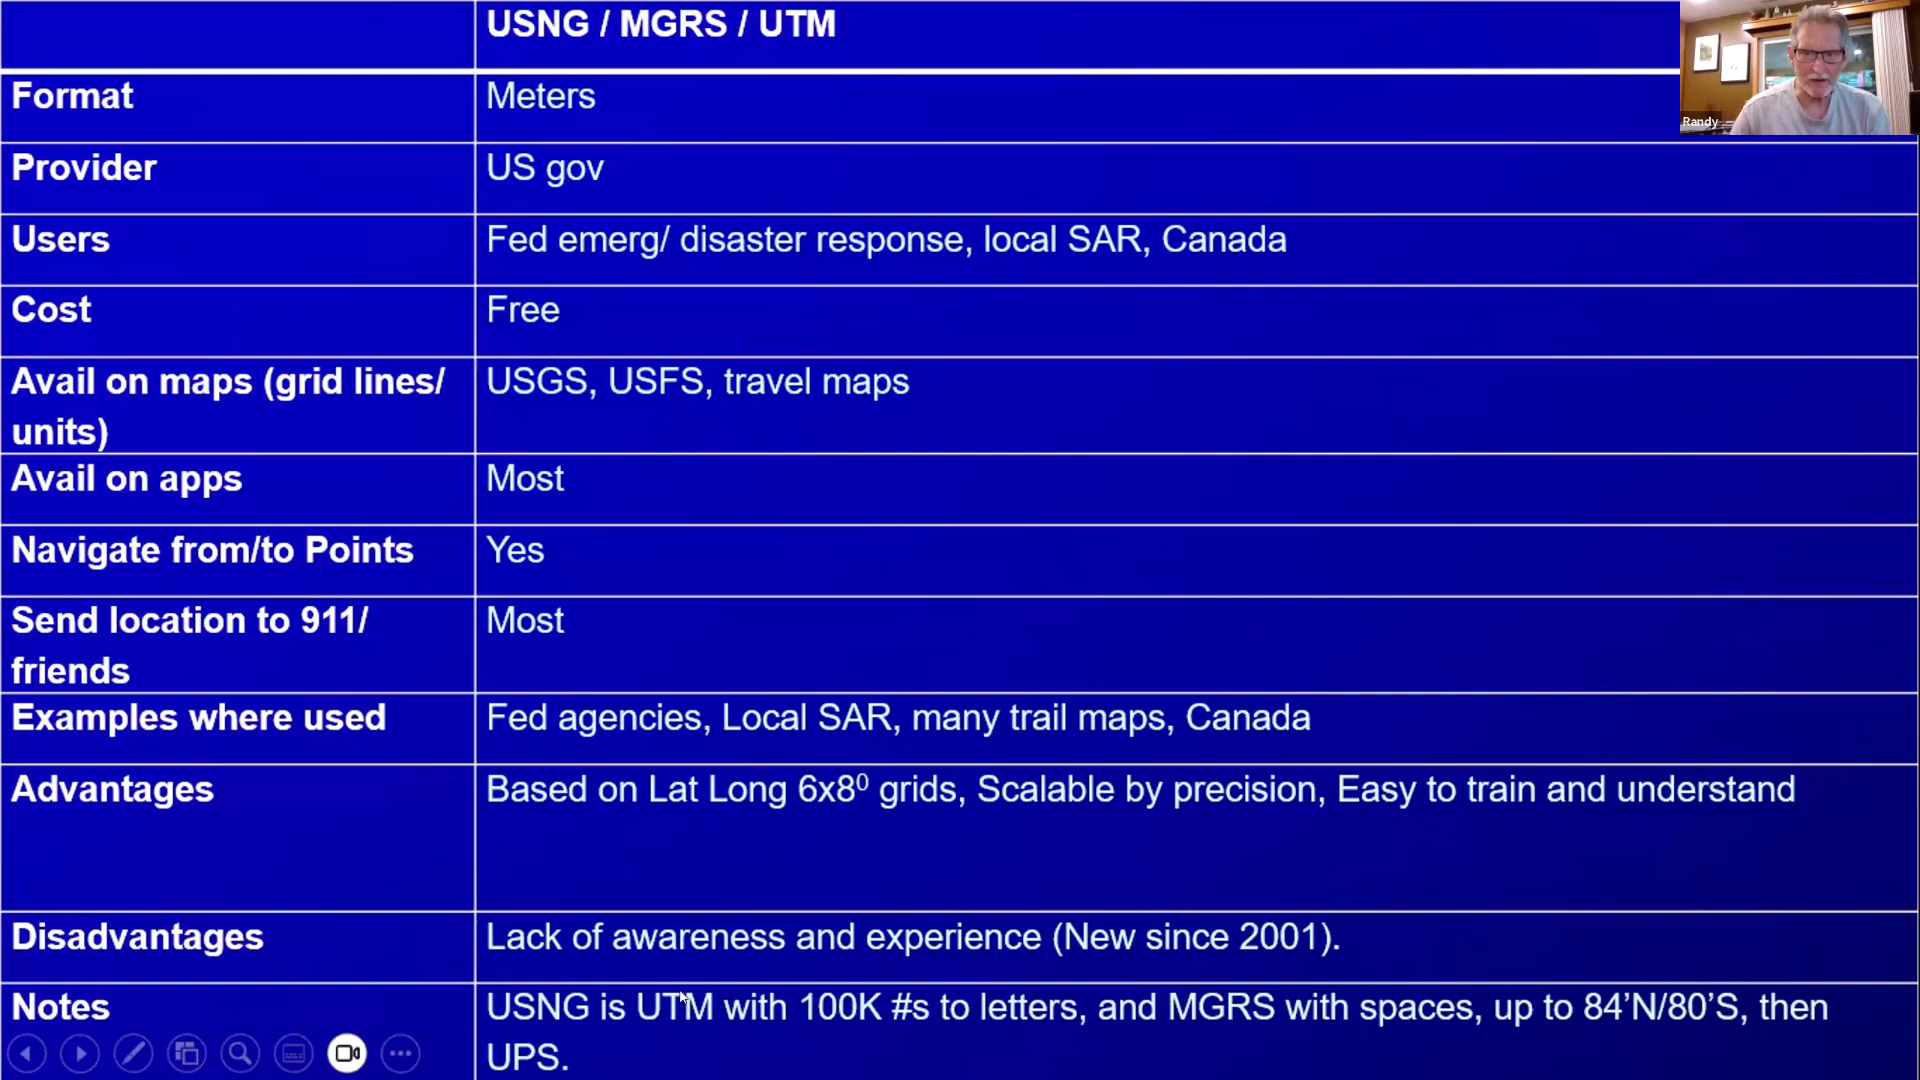 USNG / MGRS / UTM
Randy
Format
Meters
Provider
US gov
Users
Fed emerg/ disaster response, local SAR, Canada
Cost
Free
Avail on maps (grid lines/
units)
USGS, USFS, travel maps
Avail on apps
Most
Navigate from/to Points
Yes
Send location to 911/
friends
Most
Examples where used
Fed agencies, Local SAR, many trail maps, Canada
Advantages
Based on Lat Long 6x8⁰ grids, Scalable by precision, Easy to train and understand
Disadvantages
Lack of awareness and experience (New since 2001).
Notes
USNG is UTM with 100K #s to letters, and MGRS with spaces, up to 84’N/80’S, then
UPS.